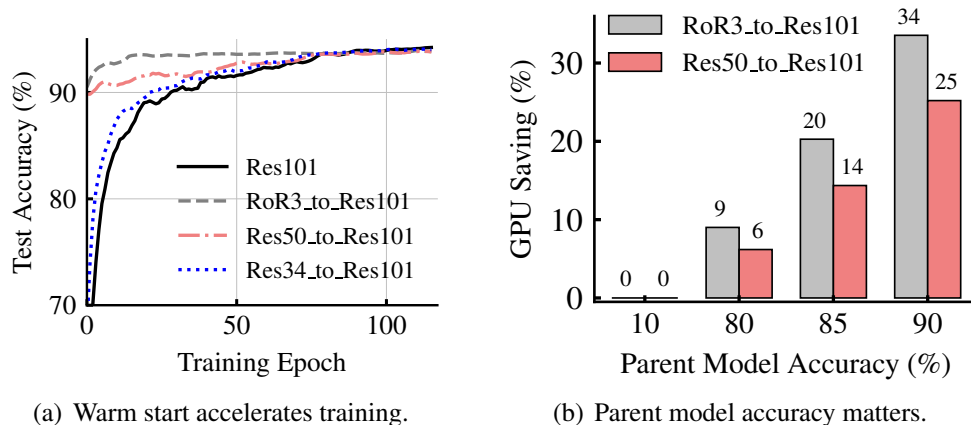 Test Accuracy (%)
90
80
70
Res101
RoR3_to_Res101
Res50_to_Res101
Res34_to_Res101
0
50
100
Training Epoch
(a) Warm start accelerates training.
GPU Saving (%)
30
20
10
0
RoR3_to_Res101
Res50_to_Res101
0
0
9
6
20
14
34
25
10
80
85
90
Parent Model Accuracy (%)
(b) Parent model accuracy matters.